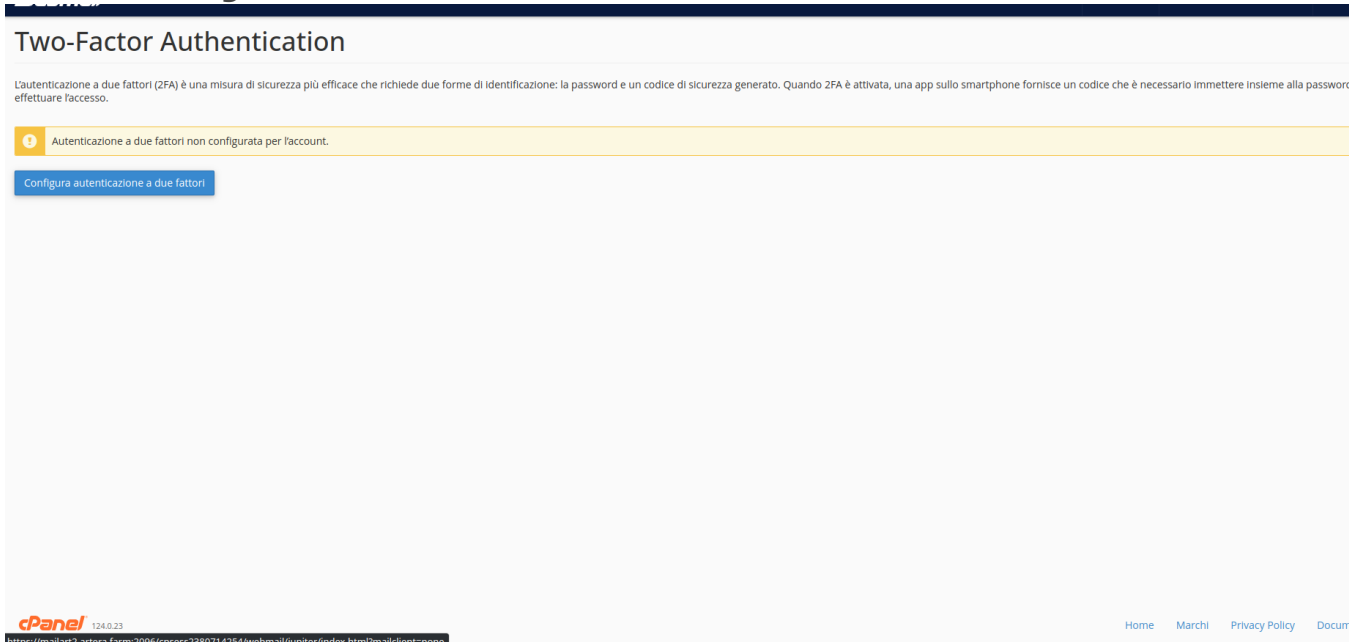 Two-Factor Authentication
L'autenticazione a due fattori (2FA) è una misura di sicurezza più efficace che richiede due forme di identificazione: la password e un codice di sicurezza generato. Quando 2FA è attivata, una app sullo smartphone fornisce un codice che è necessario immettere insieme alla password
effettuare l'accesso.
Autenticazione a due fattori non configurata per l'account.
Configura autenticazione a due fattori
cPanel 124.0.23
Home Marchi Privacy Policy Docum